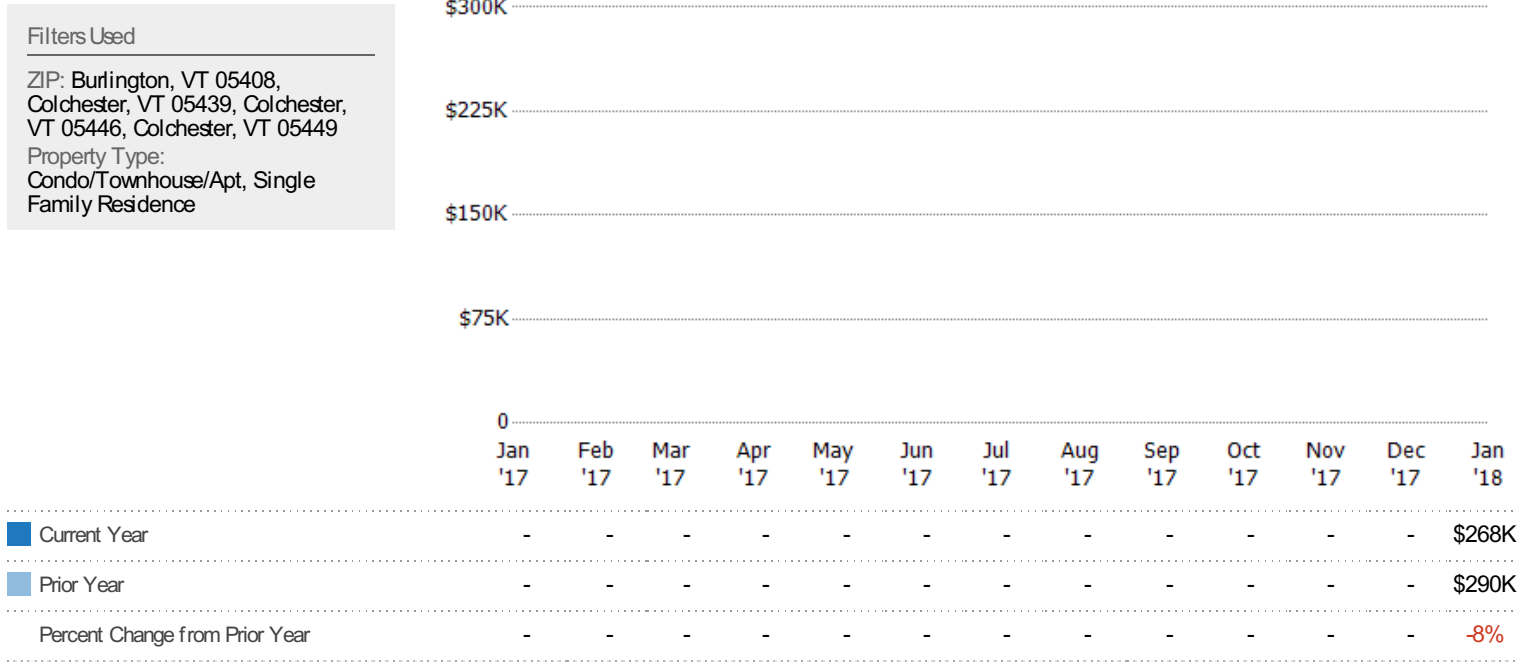 Filters Used
ZIP: Burlington, VT 05408,
Colchester, VT 05439, Colchester,
VT 05446, Colchester, VT 05449
Property Type:
Condo/Townhouse/Apt, Single
Family Residence
$300K
$225K
$150K
$75K
0
Jan Feb Mar Apr May Jun Jul Aug Sep Oct Nov Dec Jan
'17 '17 '17 '17 '17 '17 '17 '17 '17 '17 '17 '17 '18
Current Year - - - - - - - - - - - - $268K
Prior Year - - - - - - - - - - - - $290K
Percent Change from Prior Year - - - - - - - - - - - - -8%